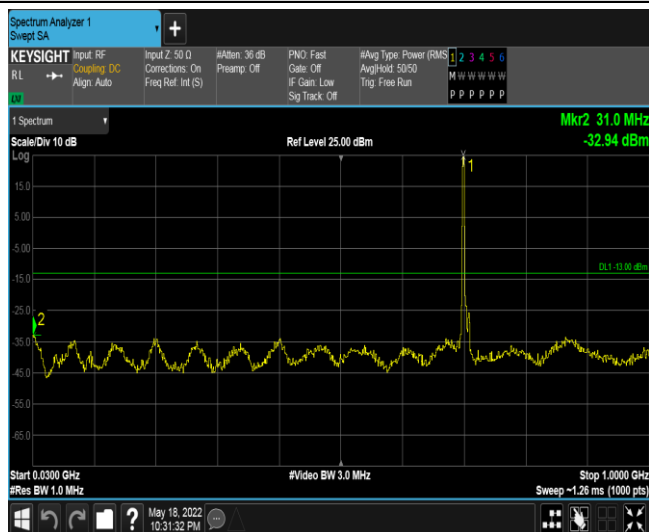 Spectrum Analyzer 1
Swept SA
+
KEYSIGHT
RL
Input: RF
Coupling: DC
Align: Auto
Input Z: 50 Ω
Corrections: On
Freq Ref: Int (S)
#Atten: 36 dB
Preamp: Off
PNO: Fast
Gate: Off
IF Gain: Low
Sig Track: Off
#Avg Type: Power (RMS
Avg|Hold: 50/50
Trig: Free Run
1 2 3 4 5 6
M W W W W W
P P P P P P
1 Spectrum
Scale/Div 10 dB
Ref Level 25.00 dBm
Mkr2 31.0 MHz
-32.94 dBm
Log
1
15.0
5.00
-5.00
DL1 -13.00 dBm
-15.0
-25.0
2
-35.0
-45.0
-55.0
-65.0
Start 0.0300 GHz
#Video BW 3.0 MHz
Stop 1.0000 GHz
#Res BW 1.0 MHz
Sweep ~1.26 ms (1000 pts)
?
May 18, 2022
10:31:32 PM